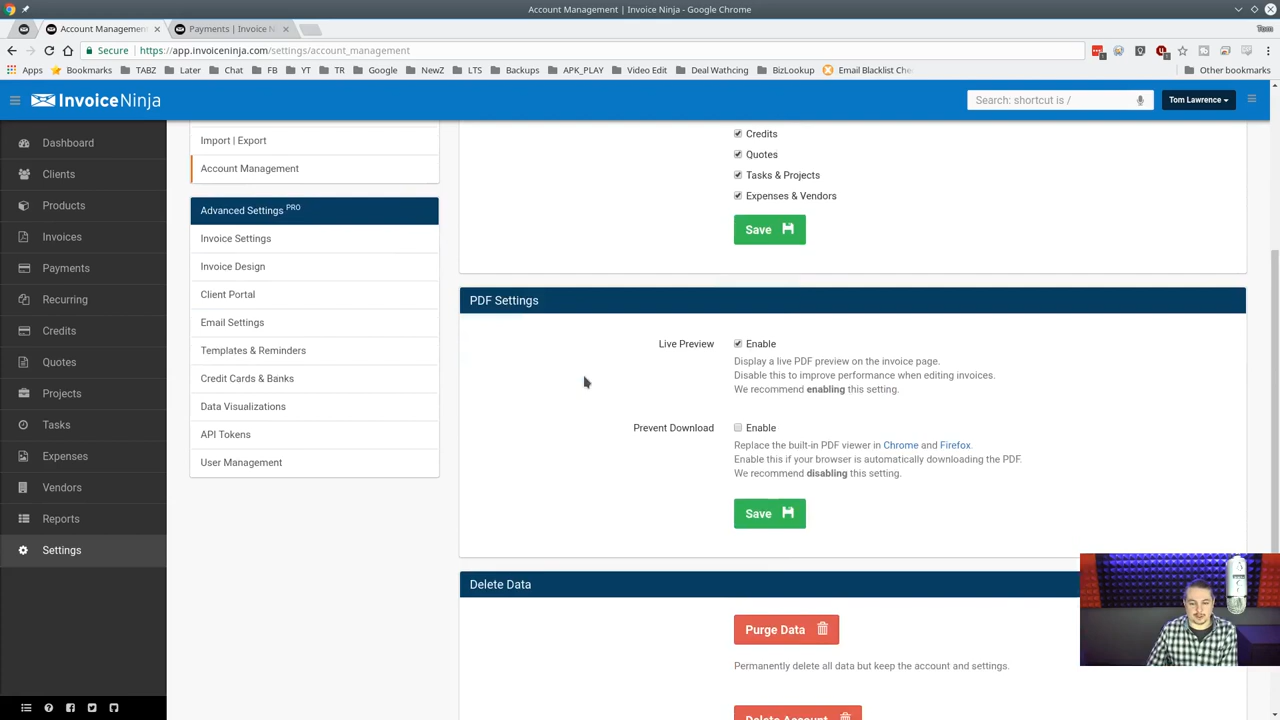 Account Management | Invoice Ninja - Google Chrome
Account Management
Payments | Invoice N
Tom
Secure
https://app.invoiceninja.com/settings/account_management
Apps
Bookmarks
TABZ
Later
Chat
FB
YT
TR
Google
NewZ
LTS
Backups
APK_PLAY
Video Edit
Deal Wathcing
BizLookup
Email Blacklist Che
Other bookmarks
InvoiceNinja
Search: shortcut is /
Tom Lawrence
Dashboard
Clients
Products
Invoices
Payments
Recurring
Credits
Quotes
Projects
Tasks
Expenses
Vendors
Reports
Settings
Import | Export
Account Management
Advanced Settings PRO
Invoice Settings
Invoice Design
Client Portal
Email Settings
Templates & Reminders
Credit Cards & Banks
Data Visualizations
API Tokens
User Management
Credits
Quotes
Tasks & Projects
Expenses & Vendors
Save
PDF Settings
Live Preview
Enable
Display a live PDF preview on the invoice page.
Disable this to improve performance when editing invoices.
We recommend enabling this setting.
Prevent Download
Enable
Replace the built-in PDF viewer in Chrome and Firefox.
Enable this if your browser is automatically downloading the PDF.
We recommend disabling this setting.
Save
Delete Data
Purge Data
Permanently delete all data but keep the account and settings.
Delete Account